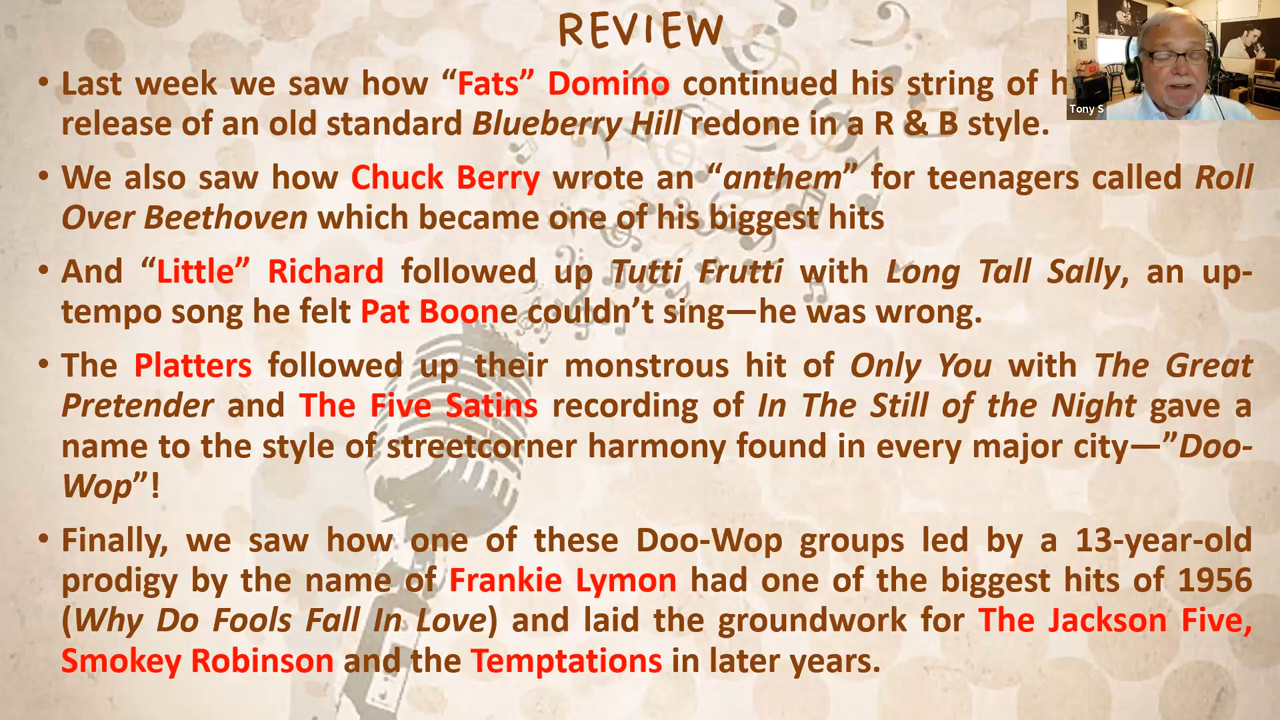 REVIEW
• Last week we saw how “Fats” Domino continued his string of
release of an old standard Blueberry Hill redone in a R & B style.
Tony S
• We also saw how Chuck Berry wrote an “anthem” for teenagers called Roll
Over Beethoven which became one of his biggest hits
• And “Little” Richard followed up Tutti Frutti with Long Tall Sally, an up-
tempo song he felt Pat Boone couldn’t sing—he was wrong.
• The Platters followed up their monstrous hit of Only You with The Great
Pretender and The Five Satins recording of In The Still of the Night gave a
name to the style of streetcorner harmony found in every major city—”Doo-
Wop”!
• Finally, we saw how one of these Doo-Wop groups led by a 13-year-old
prodigy by the name of Frankie Lymon had one of the biggest hits of 1956
(Why Do Fools Fall In Love) and laid the groundwork for The Jackson Five,
Smokey Robinson and the Temptations in later years.